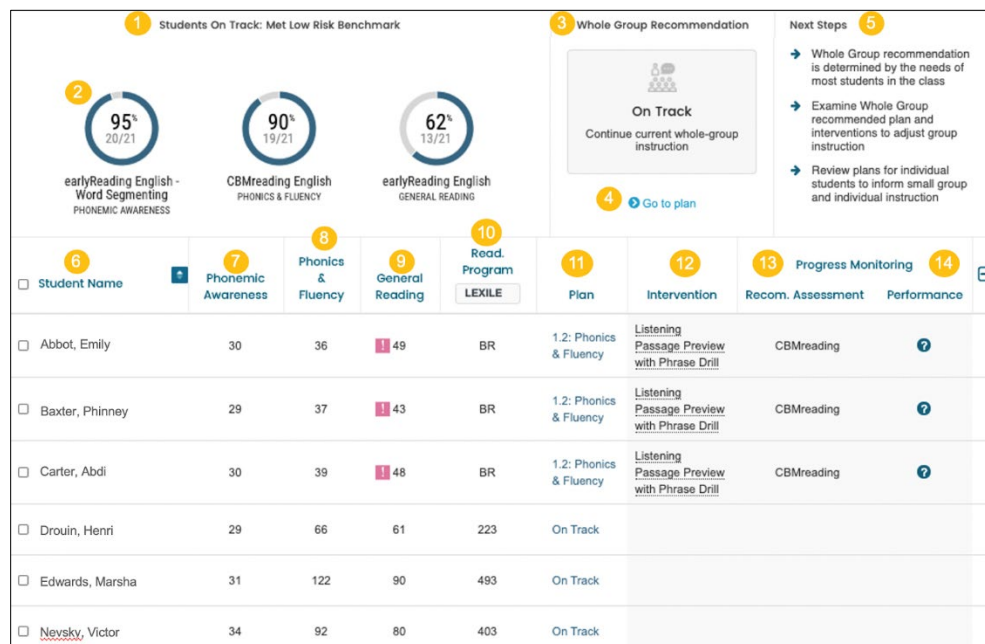 1 Students On Track: Met Low Risk Benchmark
3 Whole Group Recommendation
Next Steps 5
2
95%
20/21
earlyReading English -
Word Segmenting
PHONEMIC AWARENESS
90%
19/21
CBMreading English
PHONICS & FLUENCY
62%
13/21
earlyReading English
GENERAL READING
On Track
Continue current whole-group
instruction
4 Go to plan
Whole Group recommendation
is determined by the needs of
most students in the class
Examine Whole Group
recommended plan and
interventions to adjust group
instruction
Review plans for individual
students to inform small group
and individual instruction
6
Student Name
7
Phonemic
Awareness
8
Phonics
&
Fluency
9
General
Reading
10
Read.
Program
LEXILE
11
Plan
12
Intervention
13 Progress Monitoring 14
Recom. Assessment Performance
Abbot, Emily 30 36 ! 49 BR
1.2: Phonics
& Fluency
Listening
Passage Preview
with Phrase Drill
CBMreading ?
Baxter, Phinney 29 37 ! 43 BR
1.2: Phonics
& Fluency
Listening
Passage Preview
with Phrase Drill
CBMreading ?
Carter, Abdi 30 39 ! 48 BR
1.2: Phonics
& Fluency
Listening
Passage Preview
with Phrase Drill
CBMreading ?
Drouin, Henri 29 66 61 223 On Track
Edwards, Marsha 31 122 90 493 On Track
Nevsky, Victor 34 92 80 403 On Track